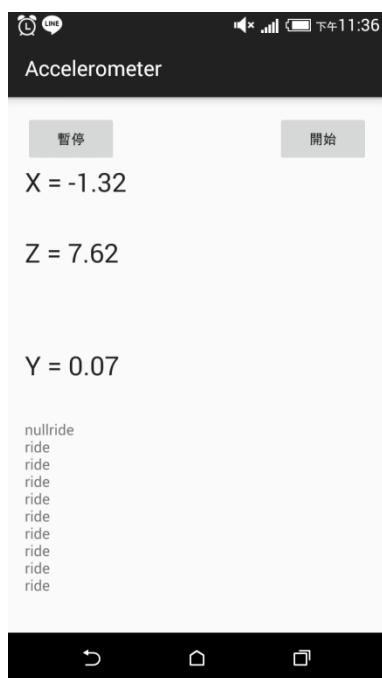 LINE 下午11:36
Accelerometer
暫停 開始
X = -1.32
Z = 7.62
Y = 0.07
nullride
ride
ride
ride
ride
ride
ride
ride
ride
ride